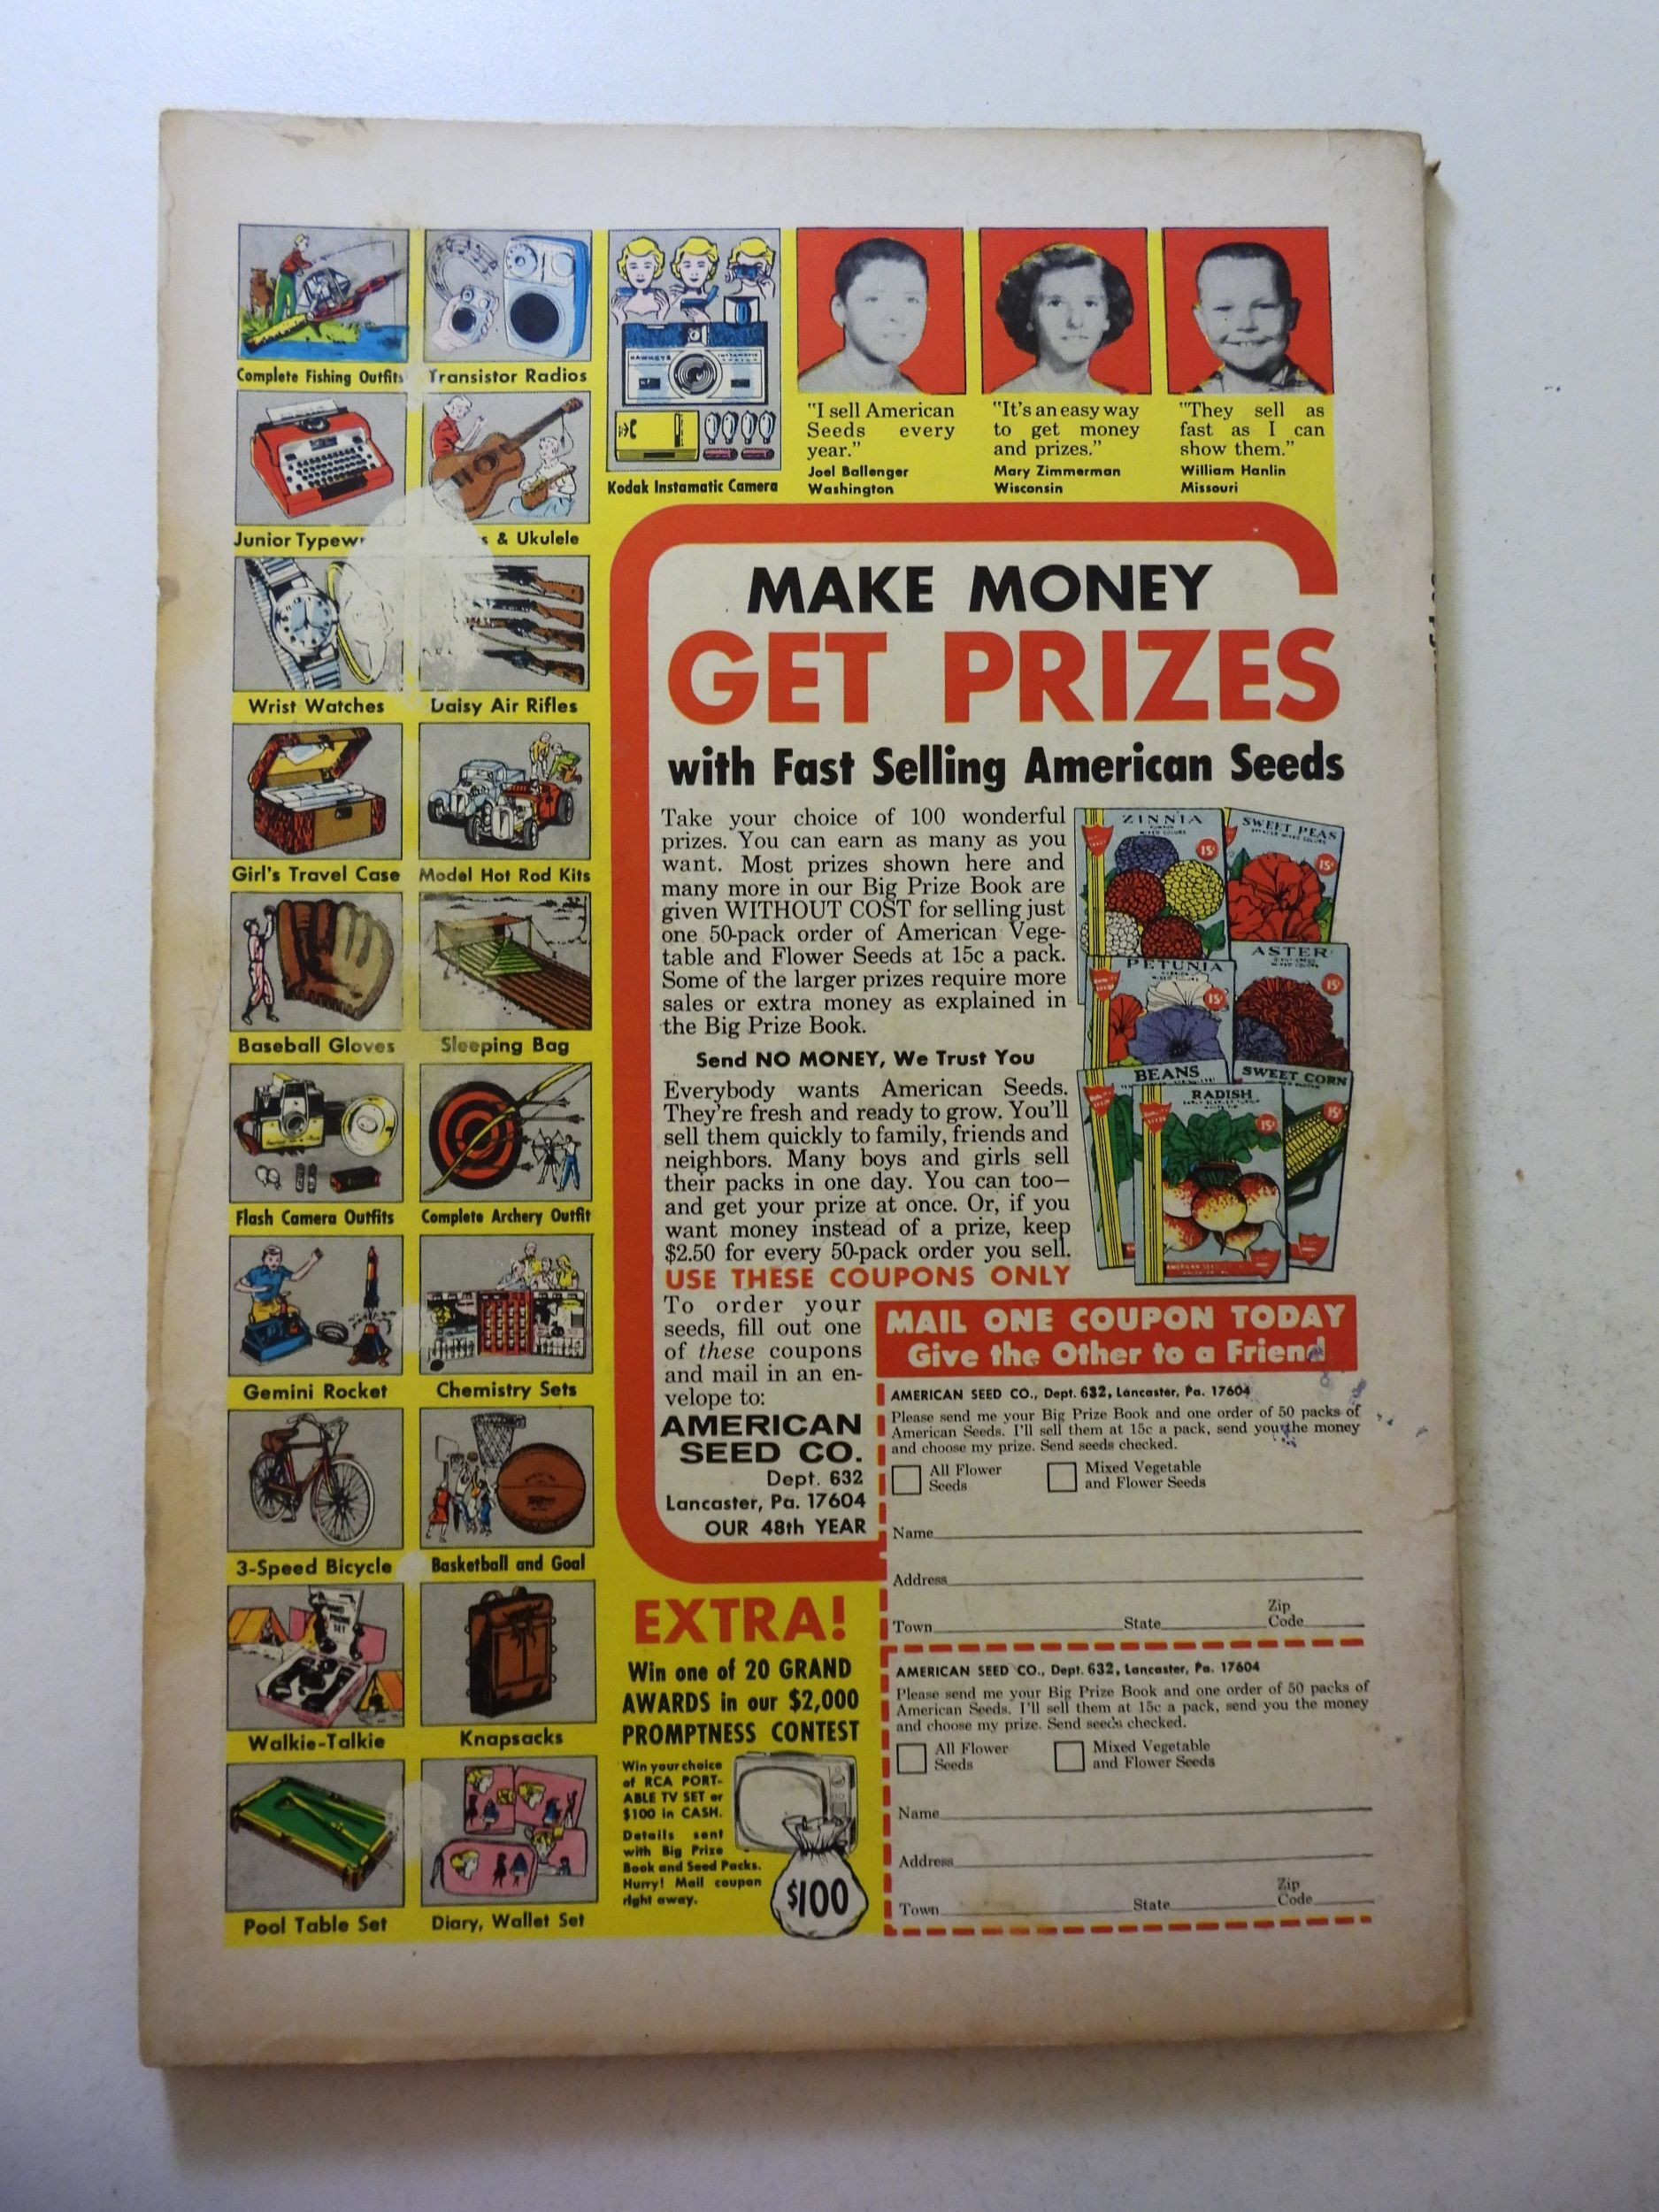 Complete Fishing Outfits
Transistor Radios
HAWKEYE
INSTAMATIC
Kodak Instamatic Camera
"I sell American
Seeds every
year."
Joel Ballenger
Washington
"It's an easy way
to get money
and prizes."
Mary Zimmerman
Wisconsin
"They sell as
fast as I can
show them."
William Hanlin
Missouri
Junior Typewr
s & Ukulele
Wrist Watches
Daisy Air Rifles
Girl's Travel Case
Model Hot Rod Kits
Baseball Gloves
Sleeping Bag
Flash Camera Outfits
Complete Archery Outfit
Gemini Rocket
Chemistry Sets
3-Speed Bicycle
Basketball and Goal
Walkie-Talkie
Knapsacks
Pool Table Set
Diary, Wallet Set
MAKE MONEY
GET PRIZES
with Fast Selling American Seeds
Take your choice of 100 wonderful
prizes. You can earn as many as you
want. Most prizes shown here and
many more in our Big Prize Book are
given WITHOUT COST for selling just
one 50-pack order of American Vege-
table and Flower Seeds at 15c a pack.
Some of the larger prizes require more
sales or extra money as explained in
the Big Prize Book.
Send NO MONEY, We Trust You
Everybody wants American Seeds.
They're fresh and ready to grow. You'll
sell them quickly to family, friends and
neighbors. Many boys and girls sell
their packs in one day. You can too—
and get your prize at once. Or, if you
want money instead of a prize, keep
$2.50 for every 50-pack order you sell.
USE THESE COUPONS ONLY
To order your
seeds, fill out one
of these coupons
and mail in an en-
velope to:
AMERICAN
SEED CO.
Dept. 632
Lancaster, Pa. 17604
OUR 48th YEAR
ZINNIA
MIXED COLORS
15¢
SWEET PEAS
15¢
PETUNIA
15¢
ASTER
15¢
BEANS
SWEET CORN
15¢
RADISH
15¢
MAIL ONE COUPON TODAY
Give the Other to a Friend
AMERICAN SEED CO., Dept. 632, Lancaster, Pa. 17604
Please send me your Big Prize Book and one order of 50 packs of
American Seeds. I'll sell them at 15c a pack, send you the money
and choose my prize. Send seeds checked.
All Flower
Seeds
Mixed Vegetable
and Flower Seeds
Name
Address
Town State Zip
Code
AMERICAN SEED CO., Dept. 632, Lancaster, Pa. 17604
Please send me your Big Prize Book and one order of 50 packs of
American Seeds. I'll sell them at 15c a pack, send you the money
and choose my prize. Send seeds checked.
All Flower
Seeds
Mixed Vegetable
and Flower Seeds
Name
Address
Town State Zip
Code
EXTRA!
Win one of 20 GRAND
AWARDS in our $2,000
PROMPTNESS CONTEST
Win your choice
of RCA PORT-
ABLE TV SET or
$100 in CASH.
Details sent
with Big Prize
Book and Seed Packs.
Hurry! Mail coupon
right away.
$100